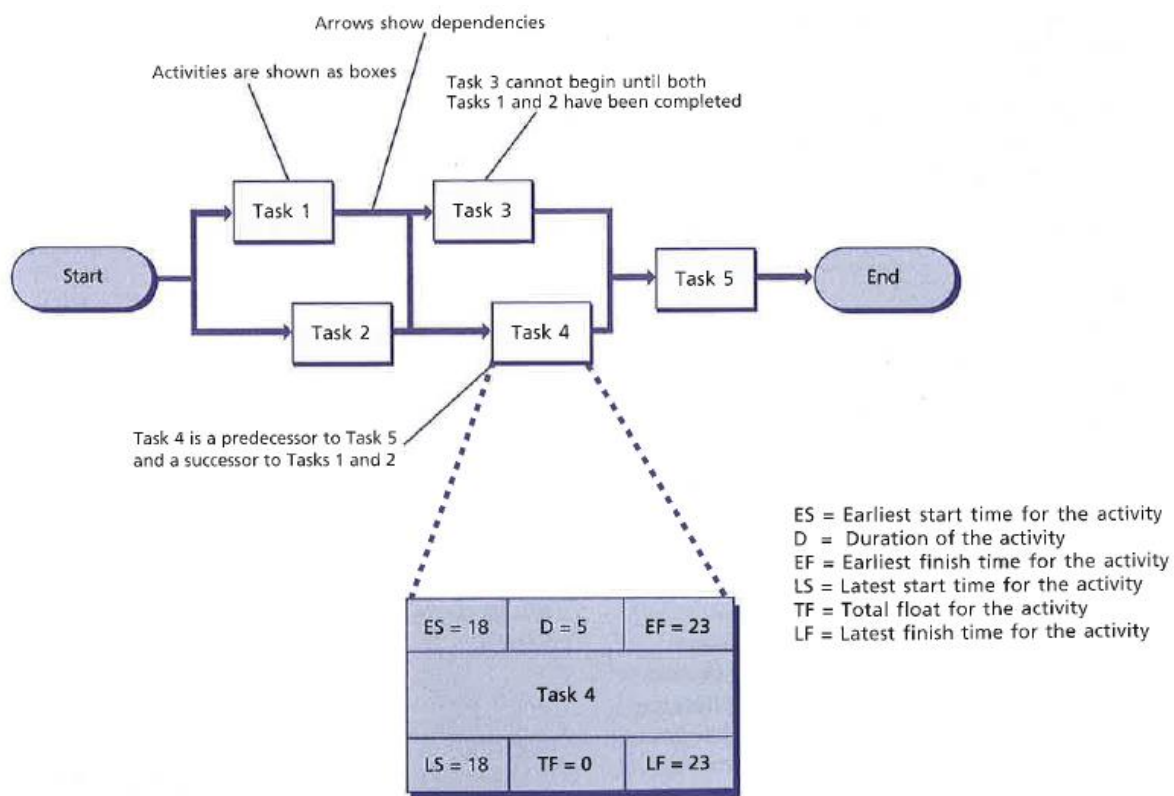 Arrows show dependencies
Activities are shown as boxes
Task 3 cannot begin until both
Tasks 1 and 2 have been completed
Task 1
Task 3
Start
Task 5
End
Task 2
Task 4
Task 4 is a predecessor to Task 5
and a successor to Tasks 1 and 2
ES = Earliest start time for the activity
D = Duration of the activity
EF = Earliest finish time for the activity
LS = Latest start time for the activity
TF = Total float for the activity
LF = Latest finish time for the activity
ES = 18 D = 5 EF = 23
Task 4
LS = 18 TF = 0 LF = 23